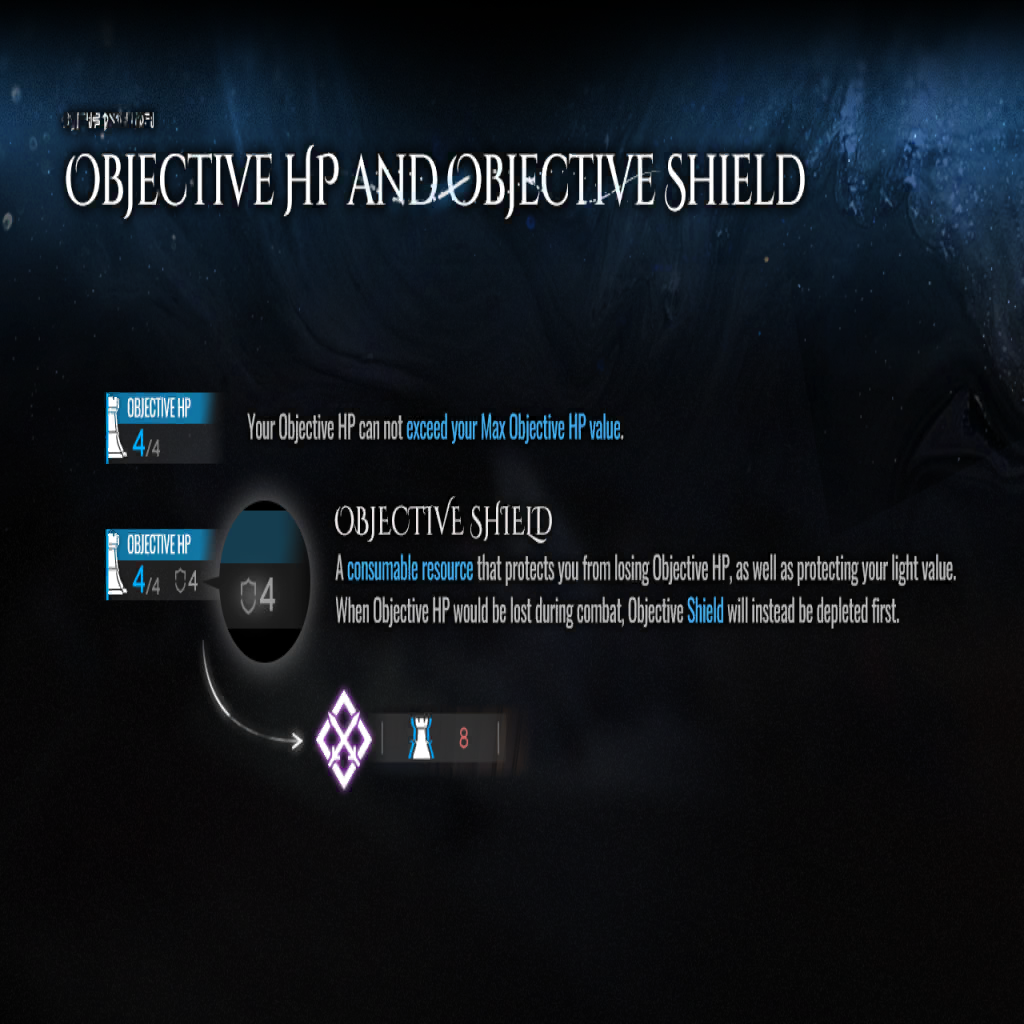 OBJECTIVE HP AND OBJECTIVE SHIELD
OBJECTIVE HP
4/4
Your Objective HP can not exceed your Max Objective HP value.
OBJECTIVE SHIELD
OBJECTIVE HP
4/4 4
4
A consumable resource that protects you from losing Objective HP, as well as protecting your light value.
When Objective HP would be lost during combat, Objective Shield will instead be depleted first.
8